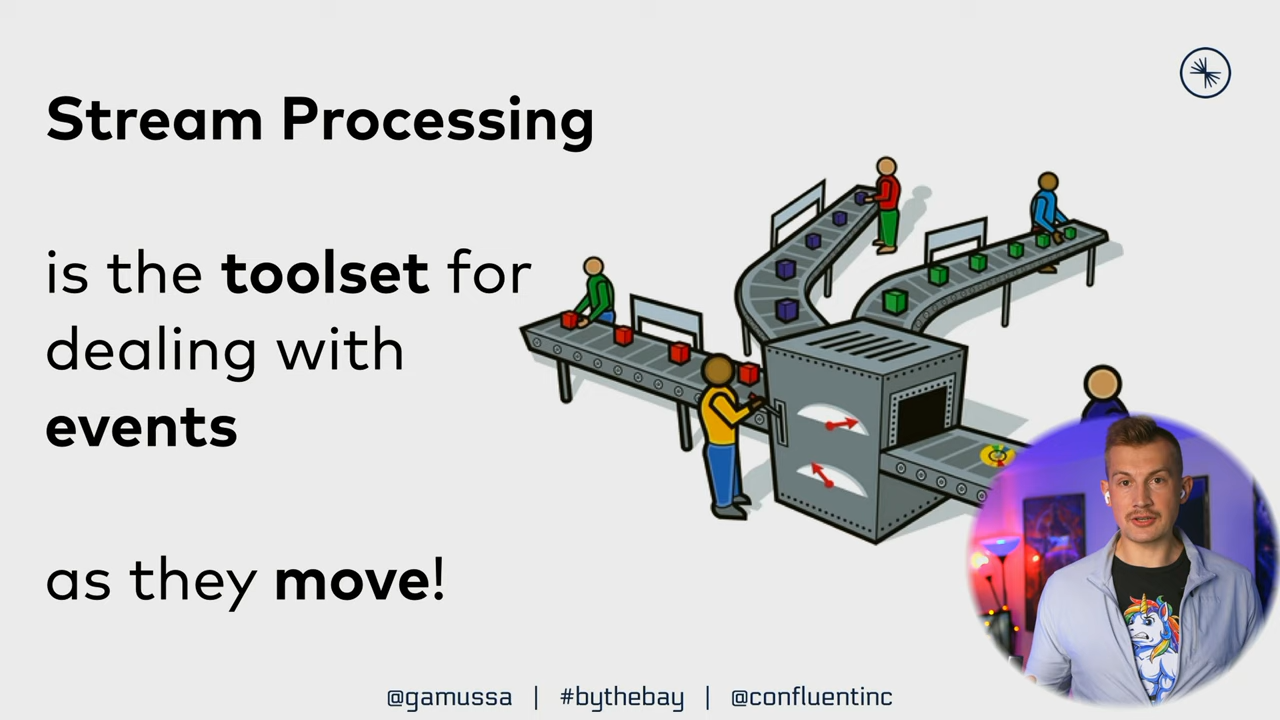 Stream Processing
is the toolset for
dealing with
events
as they move!
@gamussa | #bythebay | @confluentinc